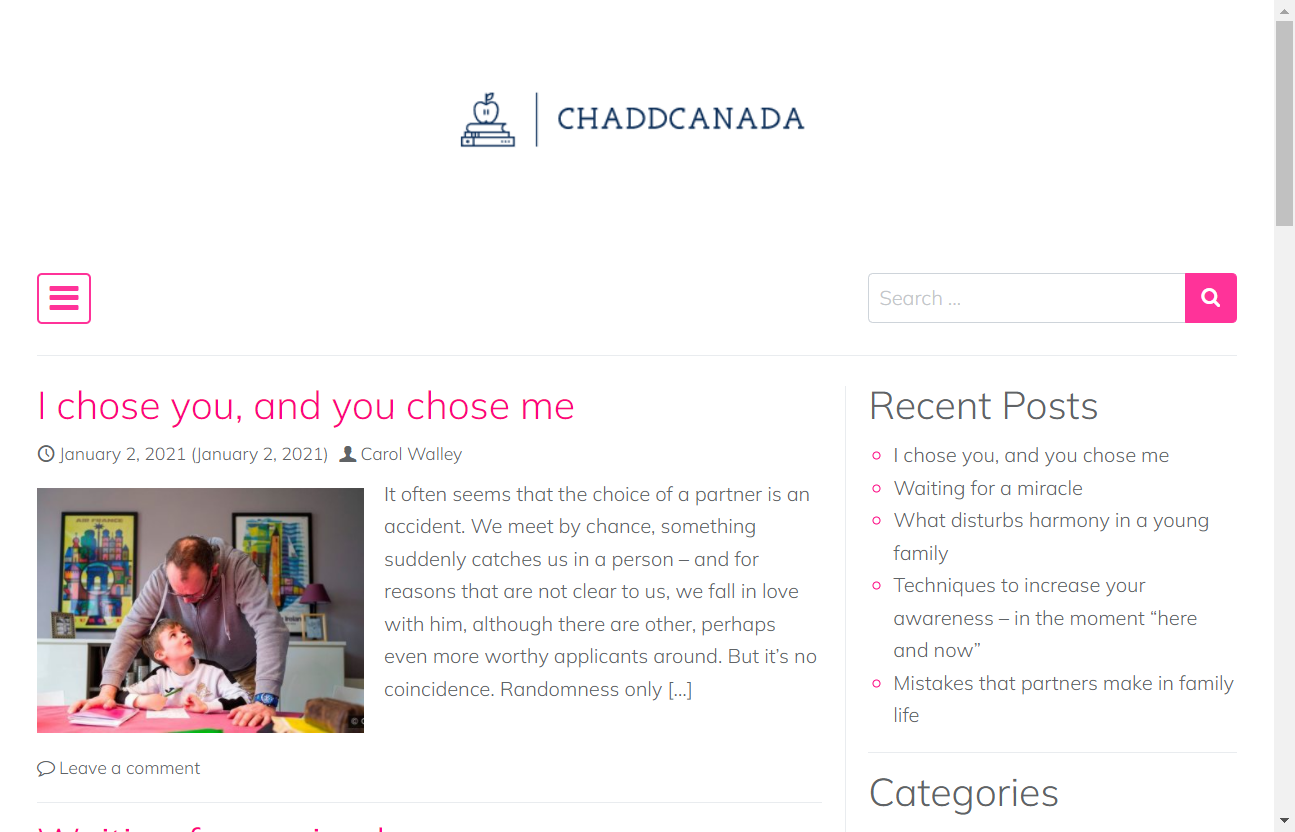 CHADDCANADA
Search ...
I chose you, and you chose me
January 2, 2021 (January 2, 2021) Carol Walley
It often seems that the choice of a partner is an
accident. We meet by chance, something
suddenly catches us in a person – and for
reasons that are not clear to us, we fall in love
with him, although there are other, perhaps
even more worthy applicants around. But it’s no
coincidence. Randomness only [...]
AIR FRANCE
Leave a comment
Recent Posts
I chose you, and you chose me
Waiting for a miracle
What disturbs harmony in a young
family
Techniques to increase your
awareness – in the moment “here
and now”
Mistakes that partners make in family
life
Categories